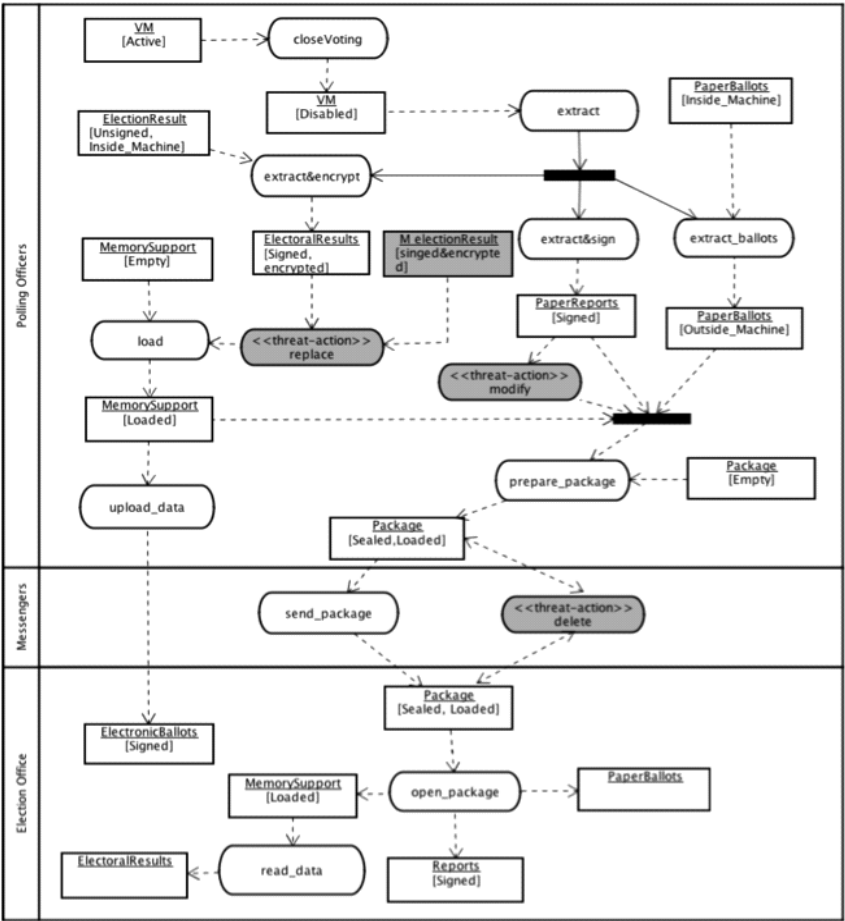 Polling Officers
VM
[Active]
closeVoting
VM
[Disabled]
extract
PaperBallots
[Inside_Machine]
ElectionResult
[Unsigned,
Inside_Machine]
extract&encrypt
extract&sign
extract_ballots
MemorySupport
[Empty]
ElectoralResults
[Signed,
encrypted]
M electionResult
[singed&encrypte
d]
PaperReports
[Signed]
PaperBallots
[Outside_Machine]
load
<<threat-action>>
replace
<<threat-action>>
modify
MemorySupport
[Loaded]
prepare_package
Package
[Empty]
upload_data
Package
[Sealed,Loaded]
Messengers
send_package
<<threat-action>>
delete
Election Office
Package
[Sealed, Loaded]
ElectronicBallots
[Signed]
MemorySupport
[Loaded]
open_package
PaperBallots
ElectoralResults
read_data
Reports
[Signed]